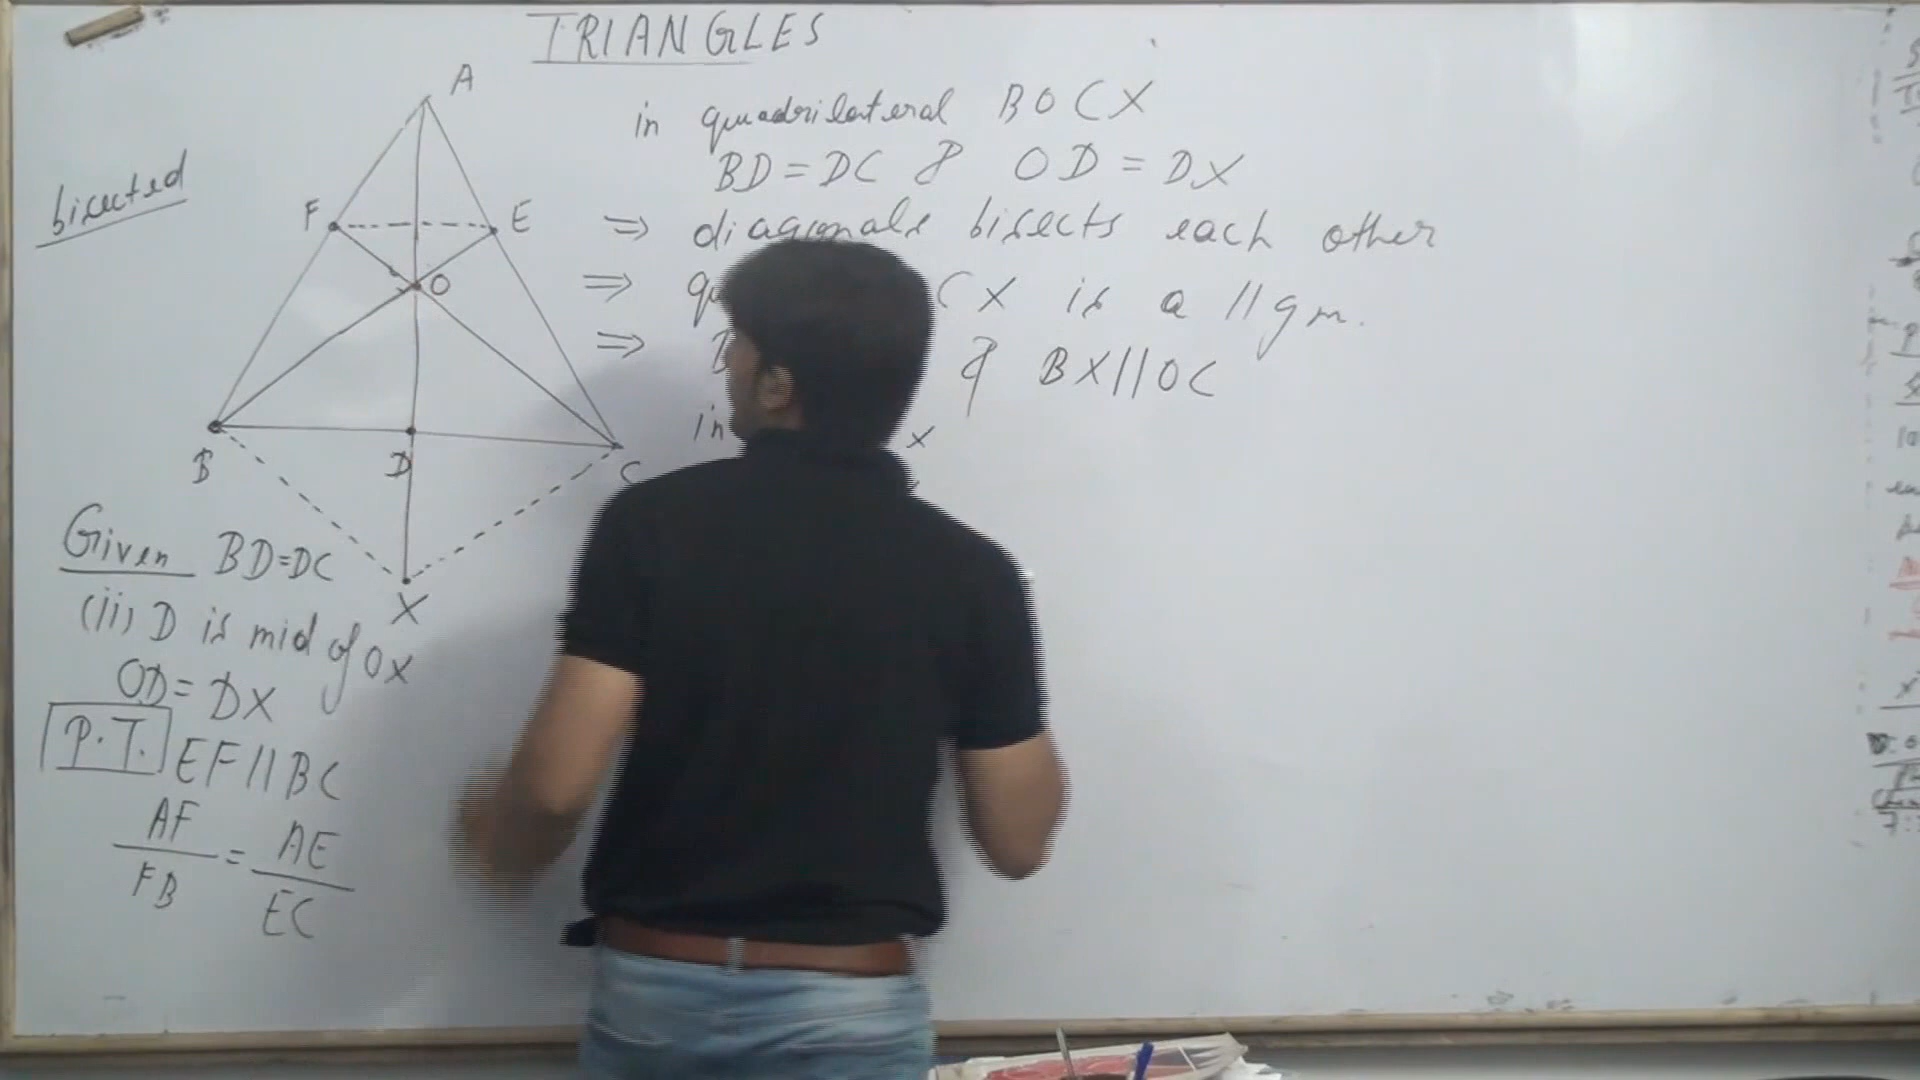 TRIANGLES
bisected
A
F
E
O
B
D
C
X
Given BD=DC
(ii) D is mid of OX
OD = DX
P.T. EF//BC
AF/FB = AE/EC
in quadrilateral BOCX
BD = DC & OD = DX
⇒ diagonals bisects each other
⇒ CX is a //gm.
⇒ & BX//OC
in X